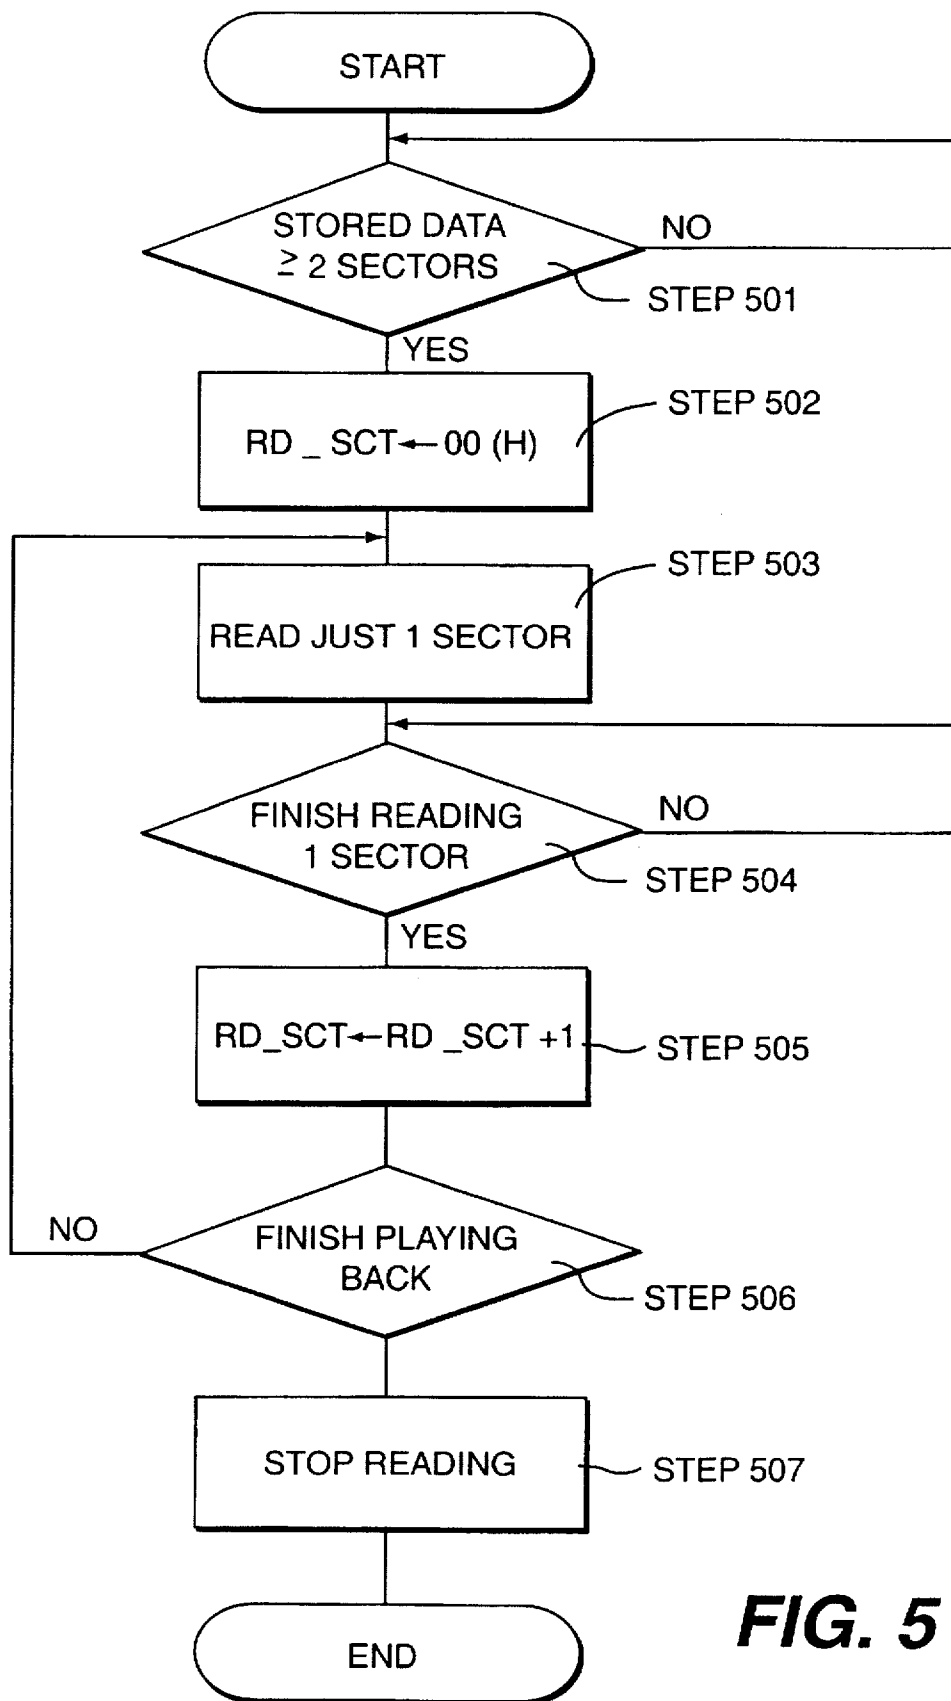 START
STORED DATA
≥ 2 SECTORS
NO
STEP 501
YES
STEP 502
RD _ SCT ← 00 (H)
STEP 503
READ JUST 1 SECTOR
FINISH READING
1 SECTOR
NO
STEP 504
YES
RD_SCT ← RD _SCT +1
STEP 505
NO
FINISH PLAYING
BACK
STEP 506
STOP READING
STEP 507
END
FIG. 5